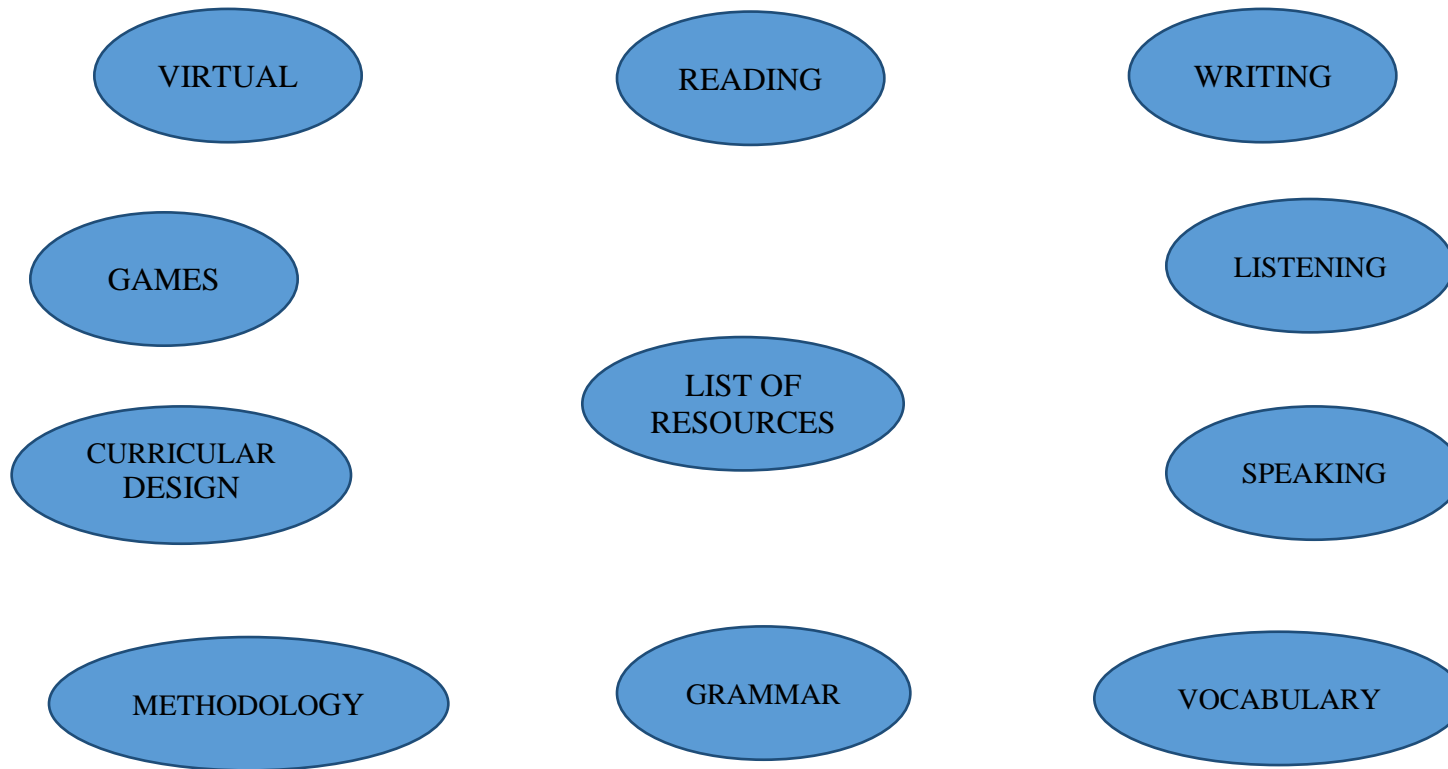 VIRTUAL
READING
WRITING
GAMES
LISTENING
LIST OF
RESOURCES
CURRICULAR
DESIGN
SPEAKING
METHODOLOGY
GRAMMAR
VOCABULARY